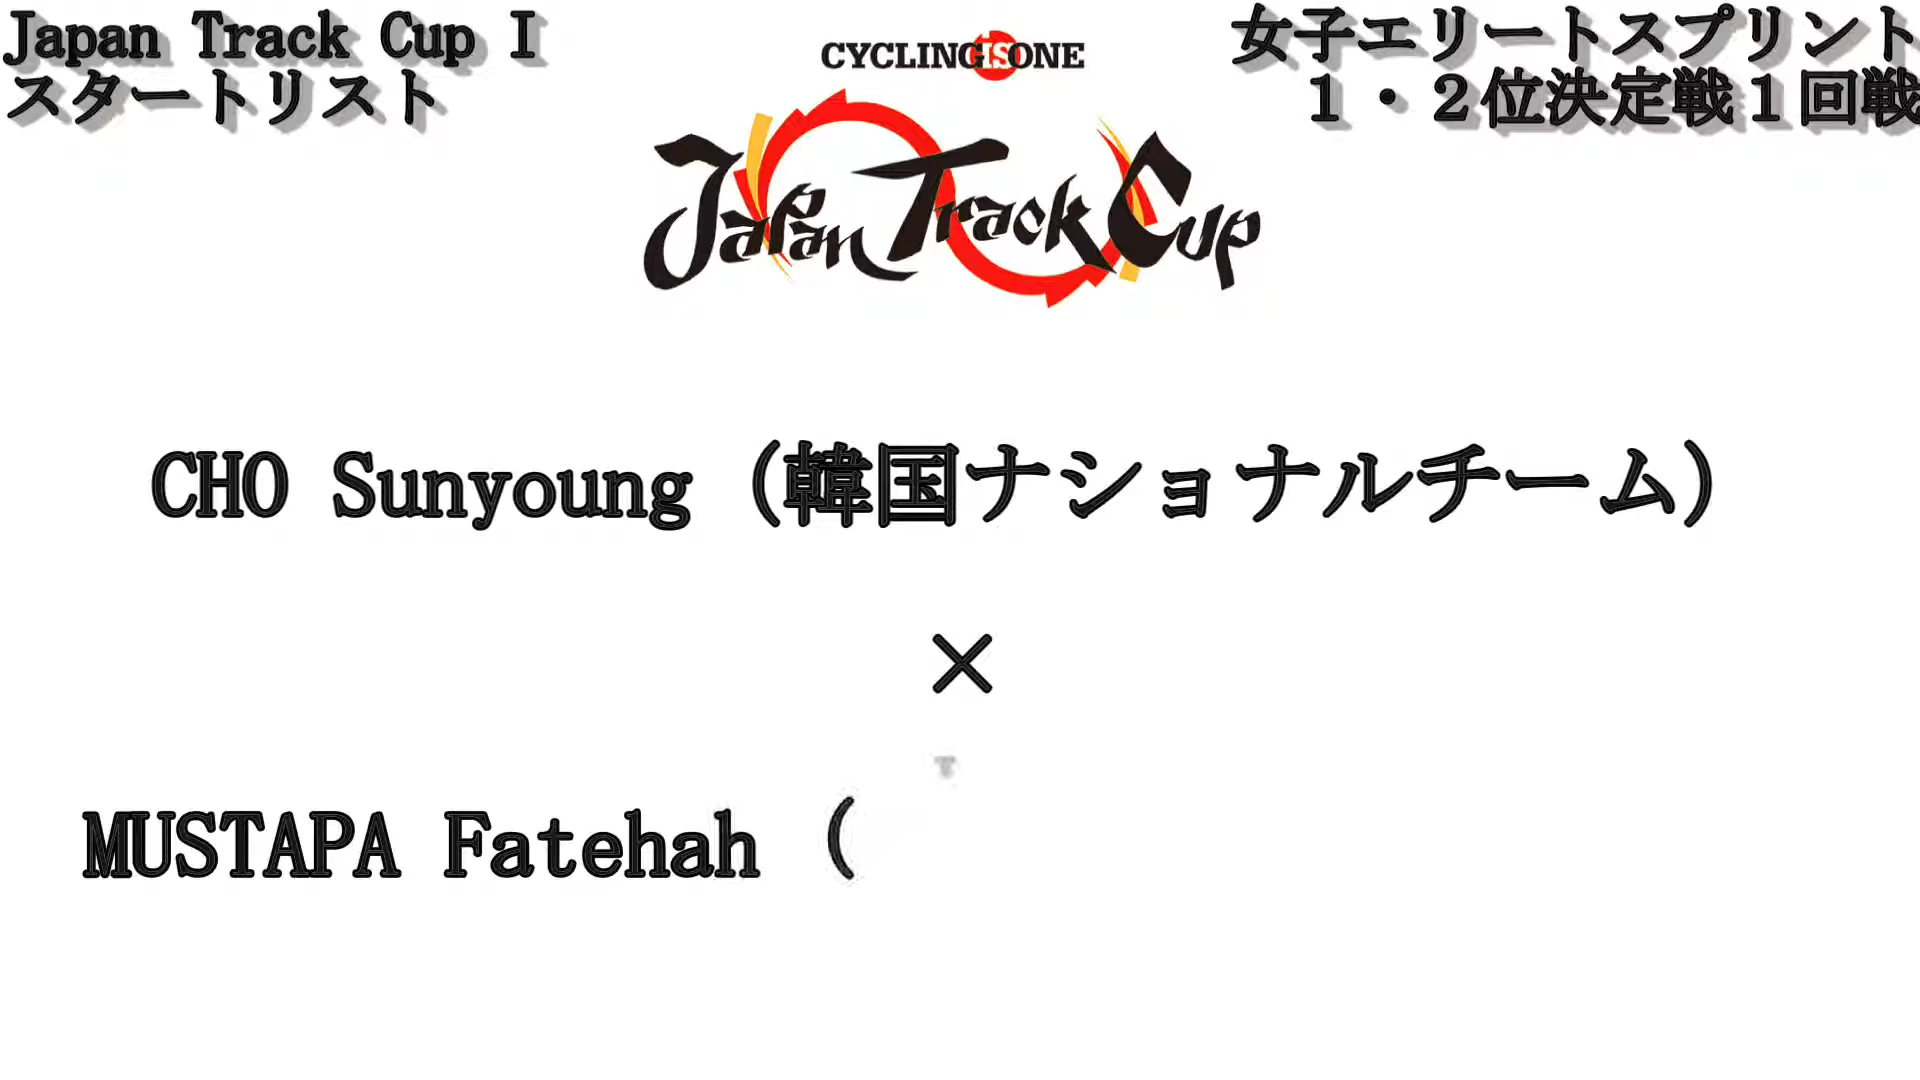 Japan Track Cup I
スタートリスト
女子エリートスプリント
１・２位決定戦１回戦
CYCLING IS ONE
Japan Track Cup
CHO Sunyoung (韓国ナショナルチーム)
×
MUSTAPA Fatehah (